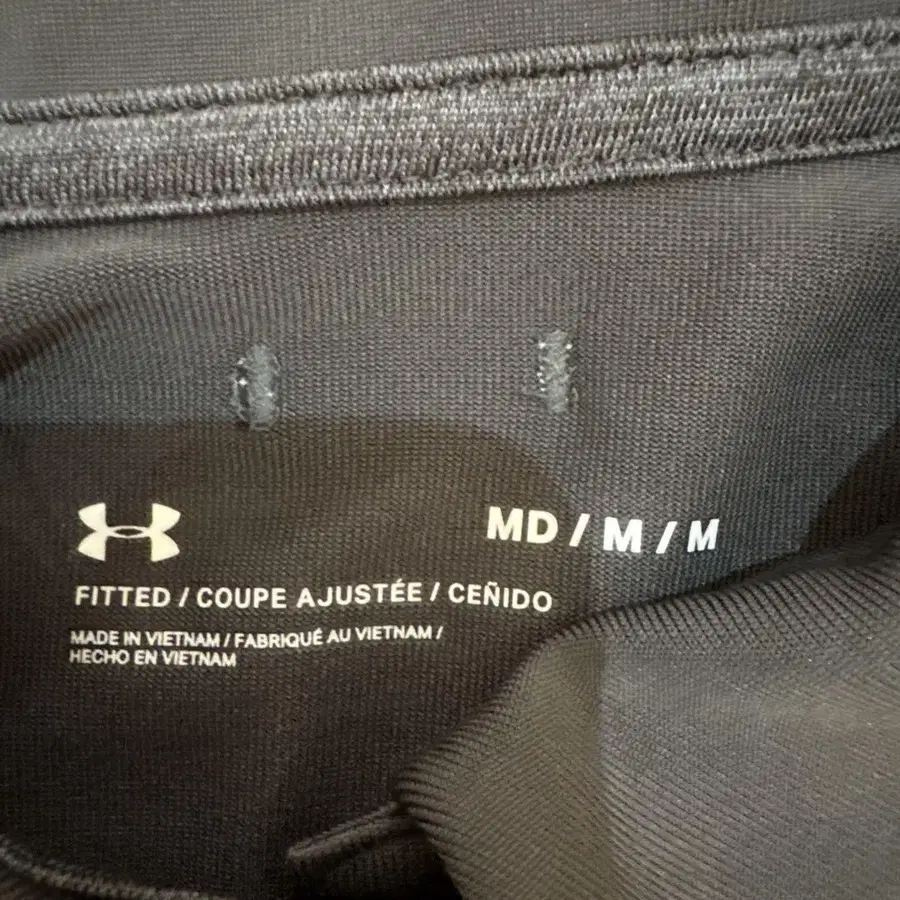 MD / M / M
FITTED / COUPE AJUSTÉE / CEÑIDO
MADE IN VIETNAM / FABRIQUÉ AU VIETNAM /
HECHO EN VIETNAM